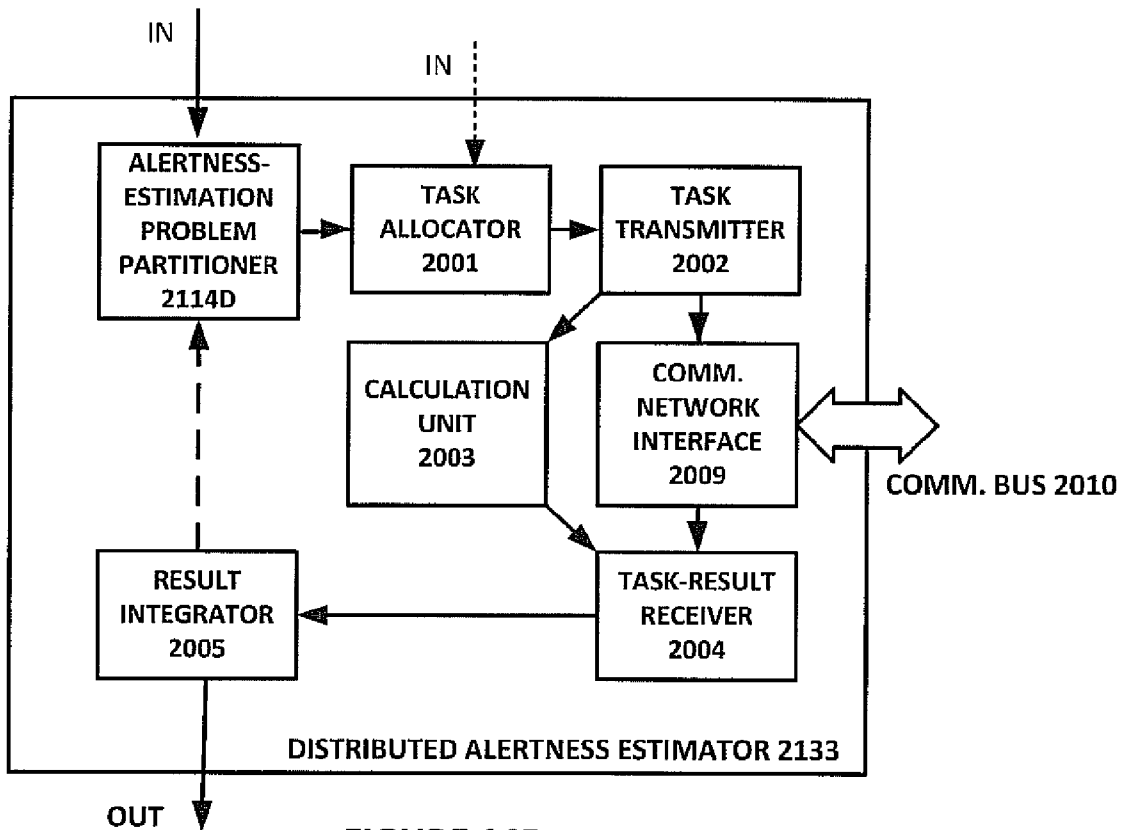 IN
IN
ALERTNESS-
ESTIMATION
PROBLEM
PARTITIONER
2114D
TASK
ALLOCATOR
2001
TASK
TRANSMITTER
2002
CALCULATION
UNIT
2003
COMM.
NETWORK
INTERFACE
2009
COMM. BUS 2010
RESULT
INTEGRATOR
2005
TASK-RESULT
RECEIVER
2004
DISTRIBUTED ALERTNESS ESTIMATOR 2133
OUT